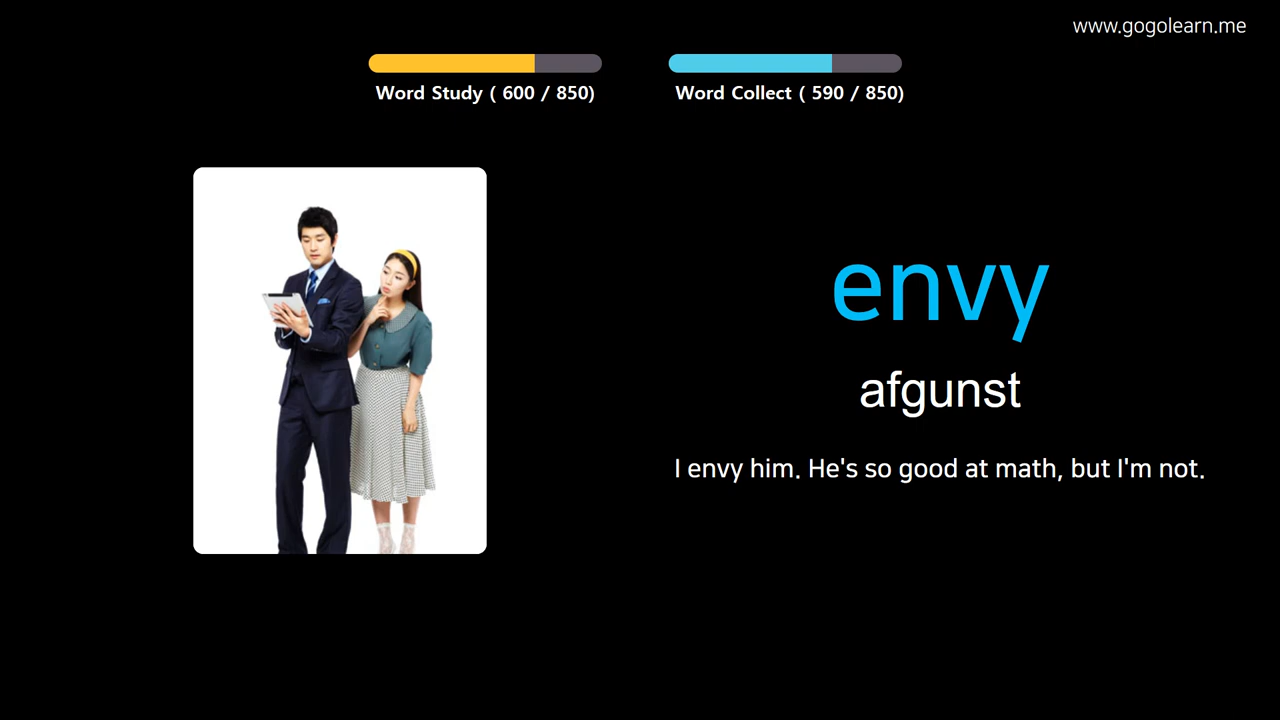 www.gogolearn.me
Word Study ( 600 / 850)
Word Collect ( 590 / 850)
envy
afgunst
I envy him. He's so good at math, but I'm not.